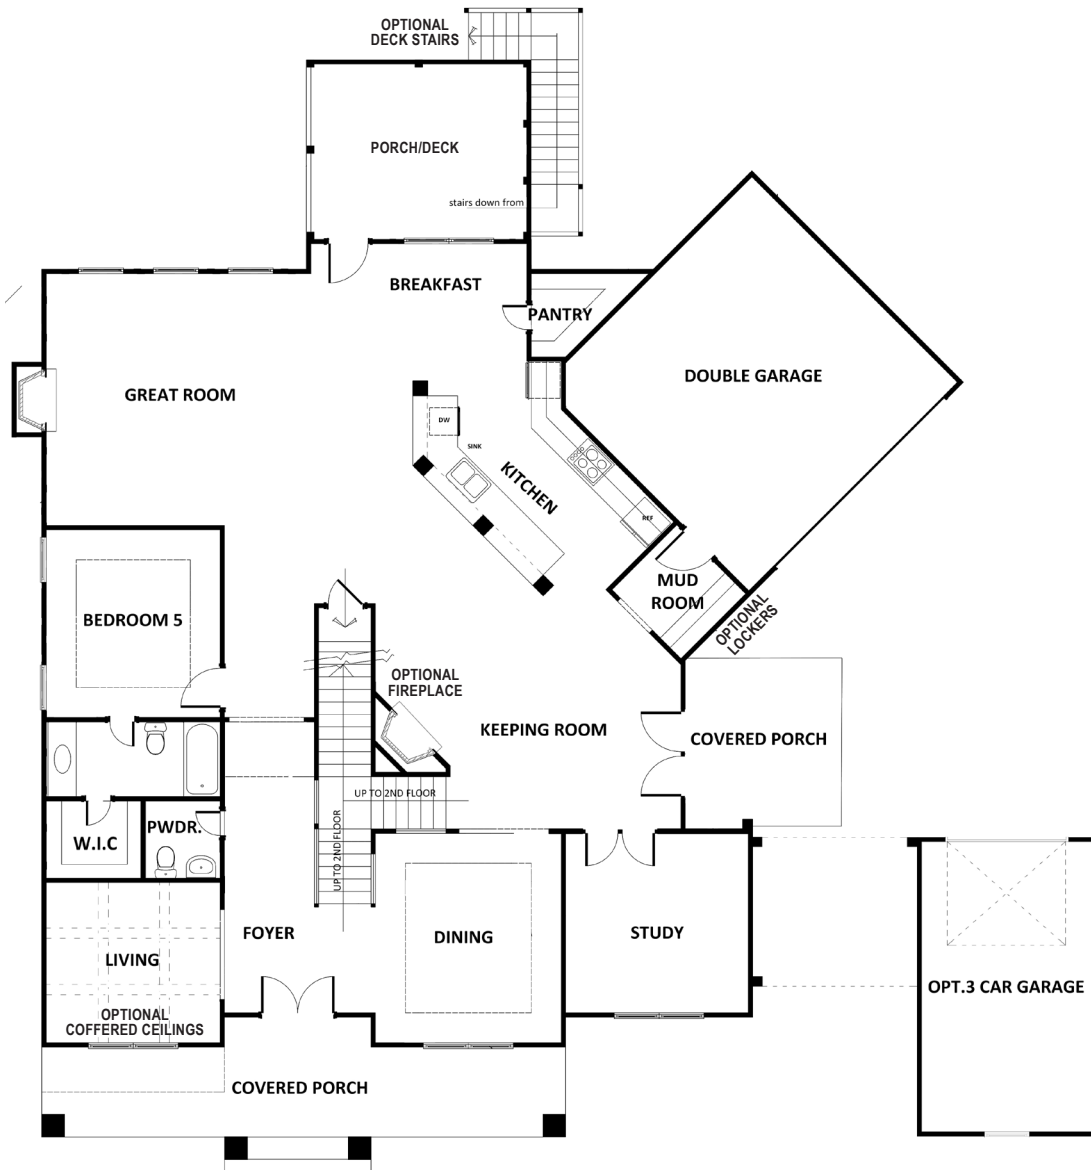 OPTIONAL
DECK STAIRS
PORCH/DECK
stairs down from
BREAKFAST
PANTRY
DOUBLE GARAGE
GREAT ROOM
DW
SINK
KITCHEN
REF
MUD
ROOM
OPTIONAL
LOCKERS
BEDROOM 5
OPTIONAL
FIREPLACE
KEEPING ROOM
COVERED PORCH
UP TO 2ND FLOOR
UP TO 2ND FLOOR
PWDR.
W.I.C
FOYER
DINING
STUDY
LIVING
OPT.3 CAR GARAGE
OPTIONAL
COFFERED CEILINGS
COVERED PORCH